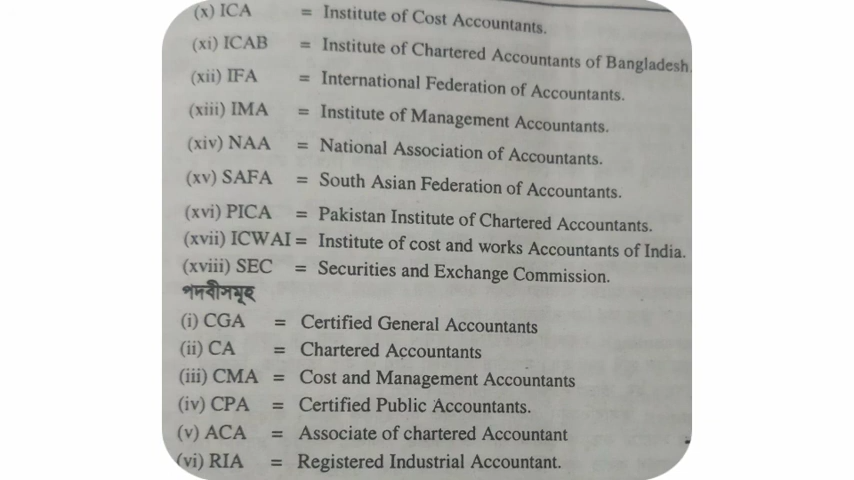 (x) ICA = Institute of Cost Accountants.
(xi) ICAB = Institute of Chartered Accountants of Bangladesh.
(xii) IFA = International Federation of Accountants.
(xiii) IMA = Institute of Management Accountants.
(xiv) NAA = National Association of Accountants.
(xv) SAFA = South Asian Federation of Accountants.
(xvi) PICA = Pakistan Institute of Chartered Accountants.
(xvii) ICWAI = Institute of cost and works Accountants of India.
(xviii) SEC = Securities and Exchange Commission.
পদবীসমূহ
(i) CGA = Certified General Accountants
(ii) CA = Chartered Accountants
(iii) CMA = Cost and Management Accountants
(iv) CPA = Certified Public Accountants.
(v) ACA = Associate of chartered Accountant
(vi) RIA = Registered Industrial Accountant.